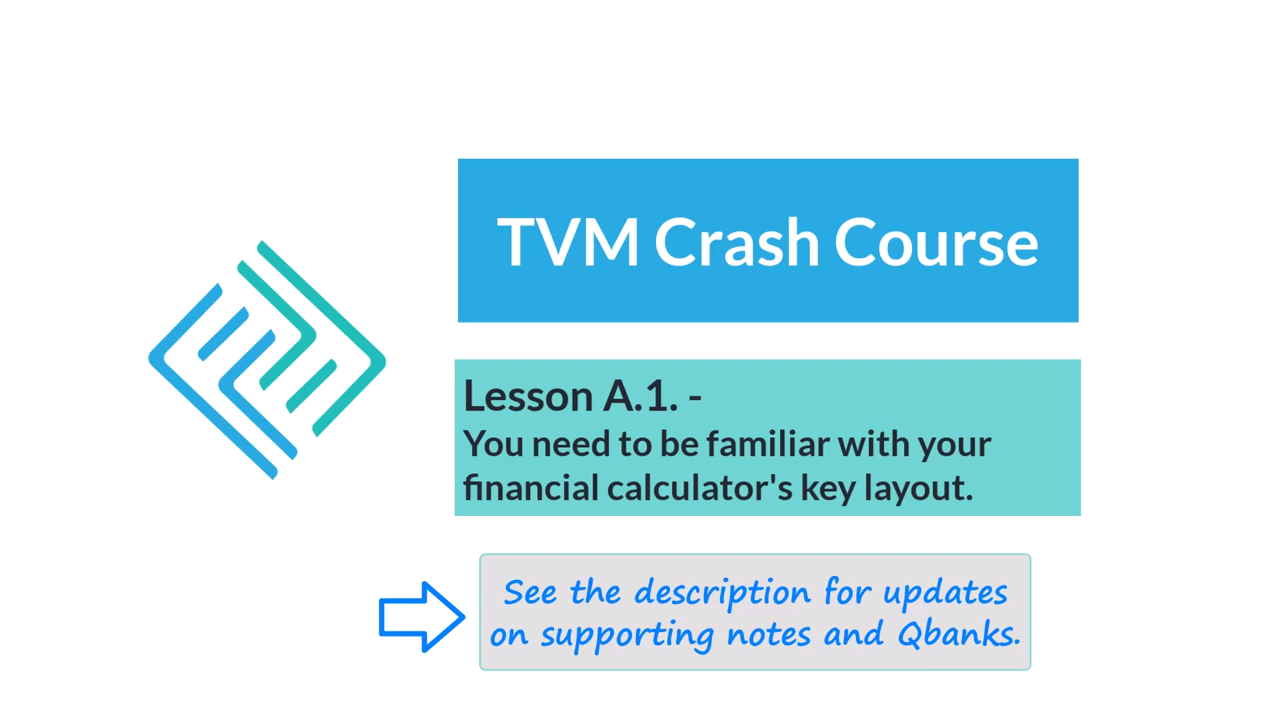 TVM Crash Course
Lesson A.1. -
You need to be familiar with your
financial calculator's key layout.
See the description for updates
on supporting notes and Qbanks.